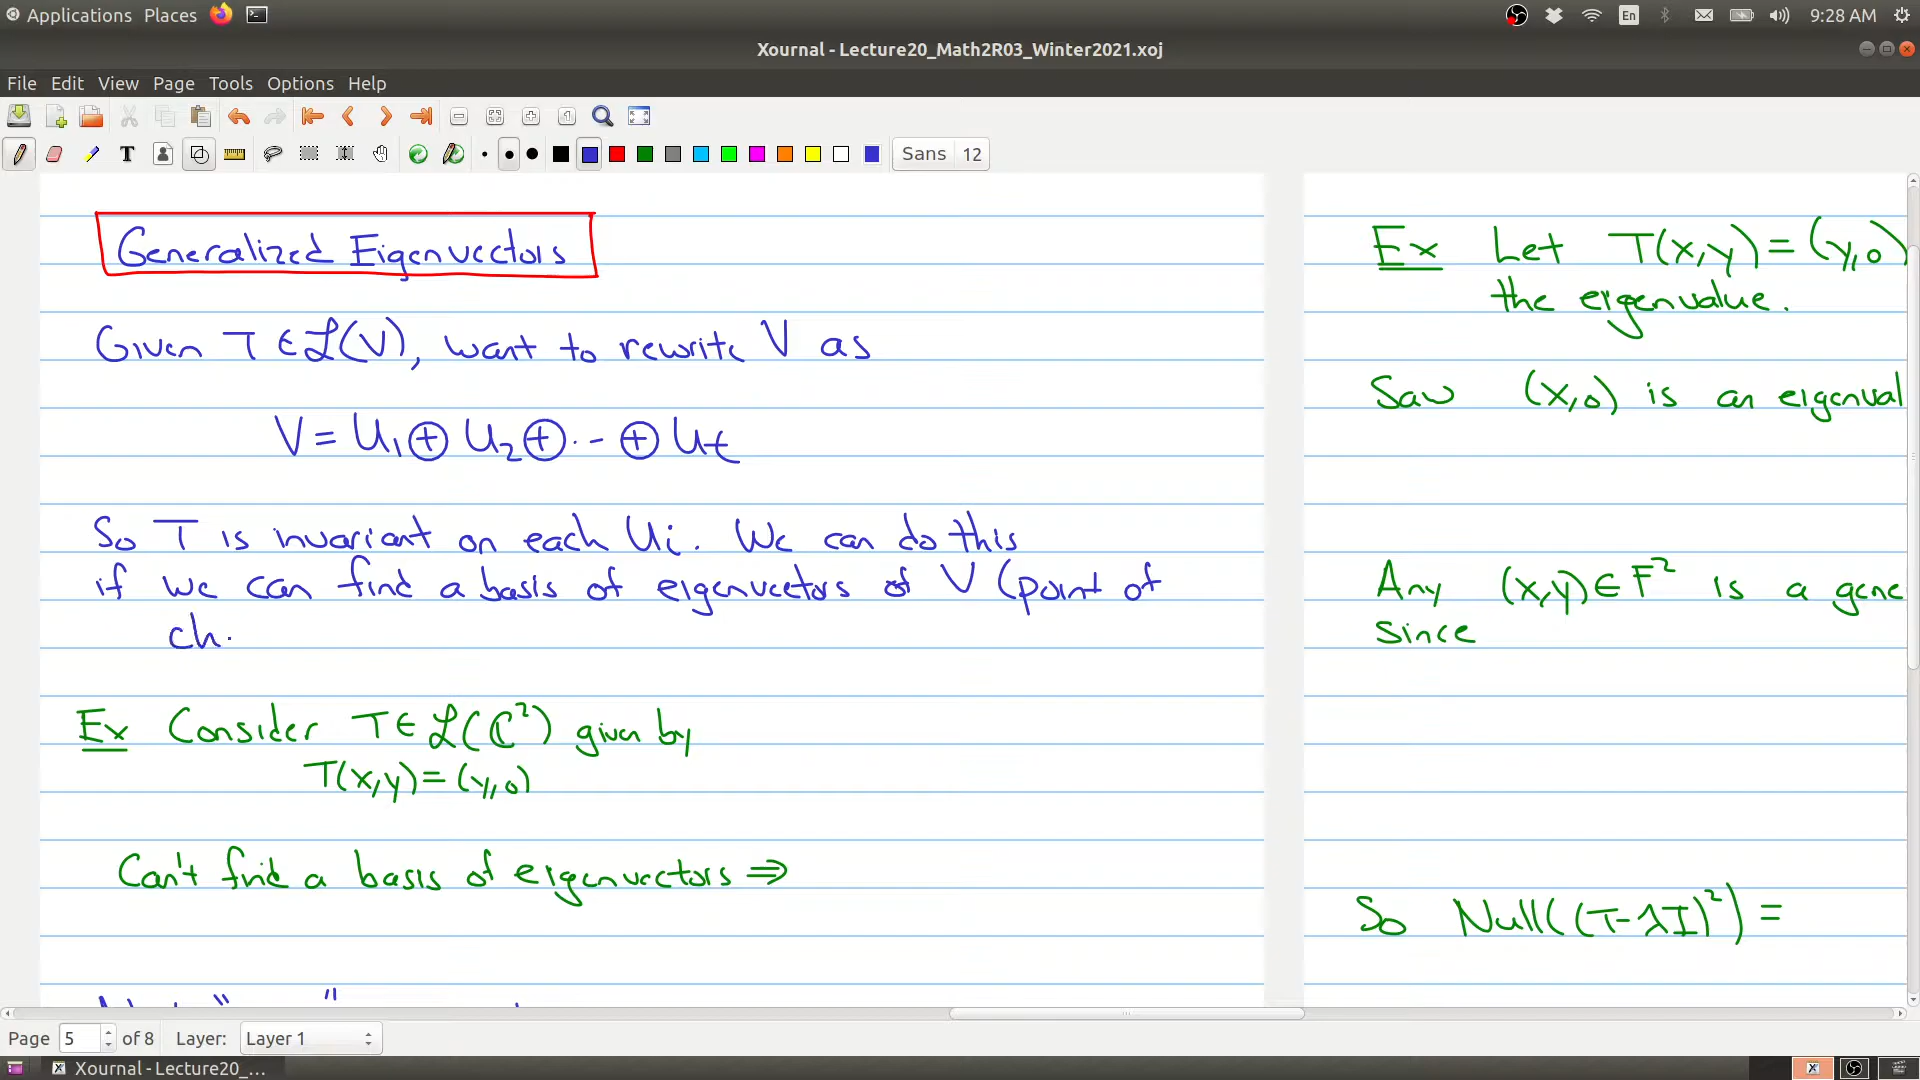 Applications Places En 9:28 AM
Xournal - Lecture20_Math2R03_Winter2021.xoj
File Edit View Page Tools Options Help
T Sans 12
Generalized Eigenvectors
Given T ∈ ℒ(V), want to rewrite V as
V = U₁ ⊕ U₂ ⊕ ·-- ⊕ Ut
So T is invariant on each Ui. We can do this
if we can find a basis of eigenvectors of V (point of
ch.
Ex Consider T ∈ ℒ(ℂ²) given by
T(x,y) = (y,0)
Can't find a basis of eigenvectors ⇒
Ex Let T(x,y) = (y,0)
the eigenvalue.
Saw (x,0) is an eigenval
Any (x,y) ∈ F² is a gene
since
So Null((T-λI)²) =
Page 5 of 8 Layer: Layer 1
Xournal - Lecture20_...